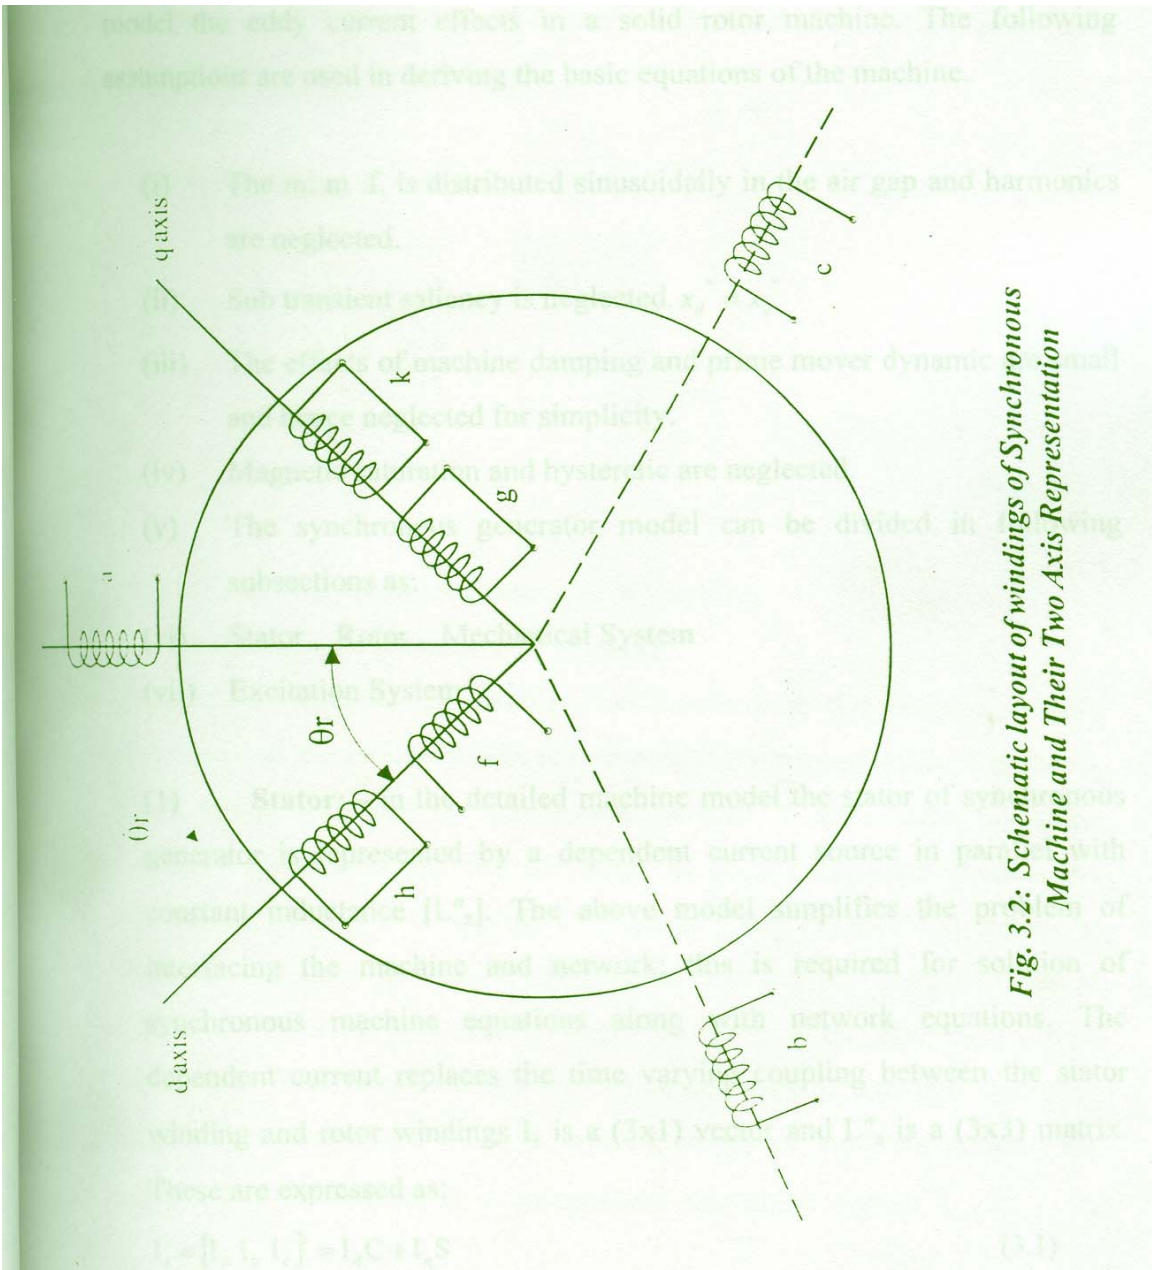 model the eddy current effects in a solid rotor machine. The following
assumptions are used in deriving the basic equations of the machine.
(i) The m. m .f. is distributed sinusoidally in the air gap and harmonics
are neglected.
(ii) Sub transient saliency is neglected.
(iii) The effects of machine damping and prime mover dynamic are small
and hence neglected for simplicity.
(iv) Magnetic saturation and hysteretic are neglected
(v) The synchronous generator model can be divided in following
subsections as:
Stator , Rotor , Mechanical System
Excitation System
(1) Stator: In the detailed machine model the stator of synchronous
generator is represented by a dependent current source in parallel with
constant inductance [L"s]. The above model simplifies the problem of
interfacing the machine and network, this is required for solution of
synchronous machine equations along with network equations. The
dependent current replaces the time varying coupling between the stator
winding and rotor windings Is is a (3x1) vector and L"s is a (3x3) matrix
These are expressed as:
(3.1)
q axis
d axis
a
k
g
c
θr
θr
f
h
b
Fig. 3.2: Schematic layout of windings of Synchronous
Machine and Their Two Axis Representation